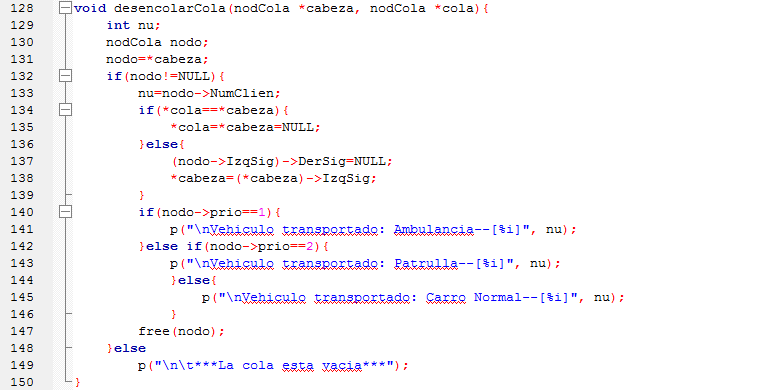 128 void desencolarCola(nodCola *cabeza, nodCola *cola){
129     int nu;
130     nodCola nodo;
131     nodo=*cabeza;
132     if(nodo!=NULL){
133         nu=nodo->NumClien;
134         if(*cola==*cabeza){
135             *cola=*cabeza=NULL;
136         }else{
137             (nodo->IzqSig)->DerSig=NULL;
138             *cabeza=(*cabeza)->IzqSig;
139         }
140         if(nodo->prio==1){
141             p("\nVehiculo transportado: Ambulancia--[%i]", nu);
142         }else if(nodo->prio==2){
143             p("\nVehiculo transportado: Patrulla--[%i]", nu);
144             }else{
145                 p("\nVehiculo transportado: Carro Normal--[%i]", nu);
146             }
147         free(nodo);
148     }else
149         p("\n\t***La cola esta vacia***");
150 }